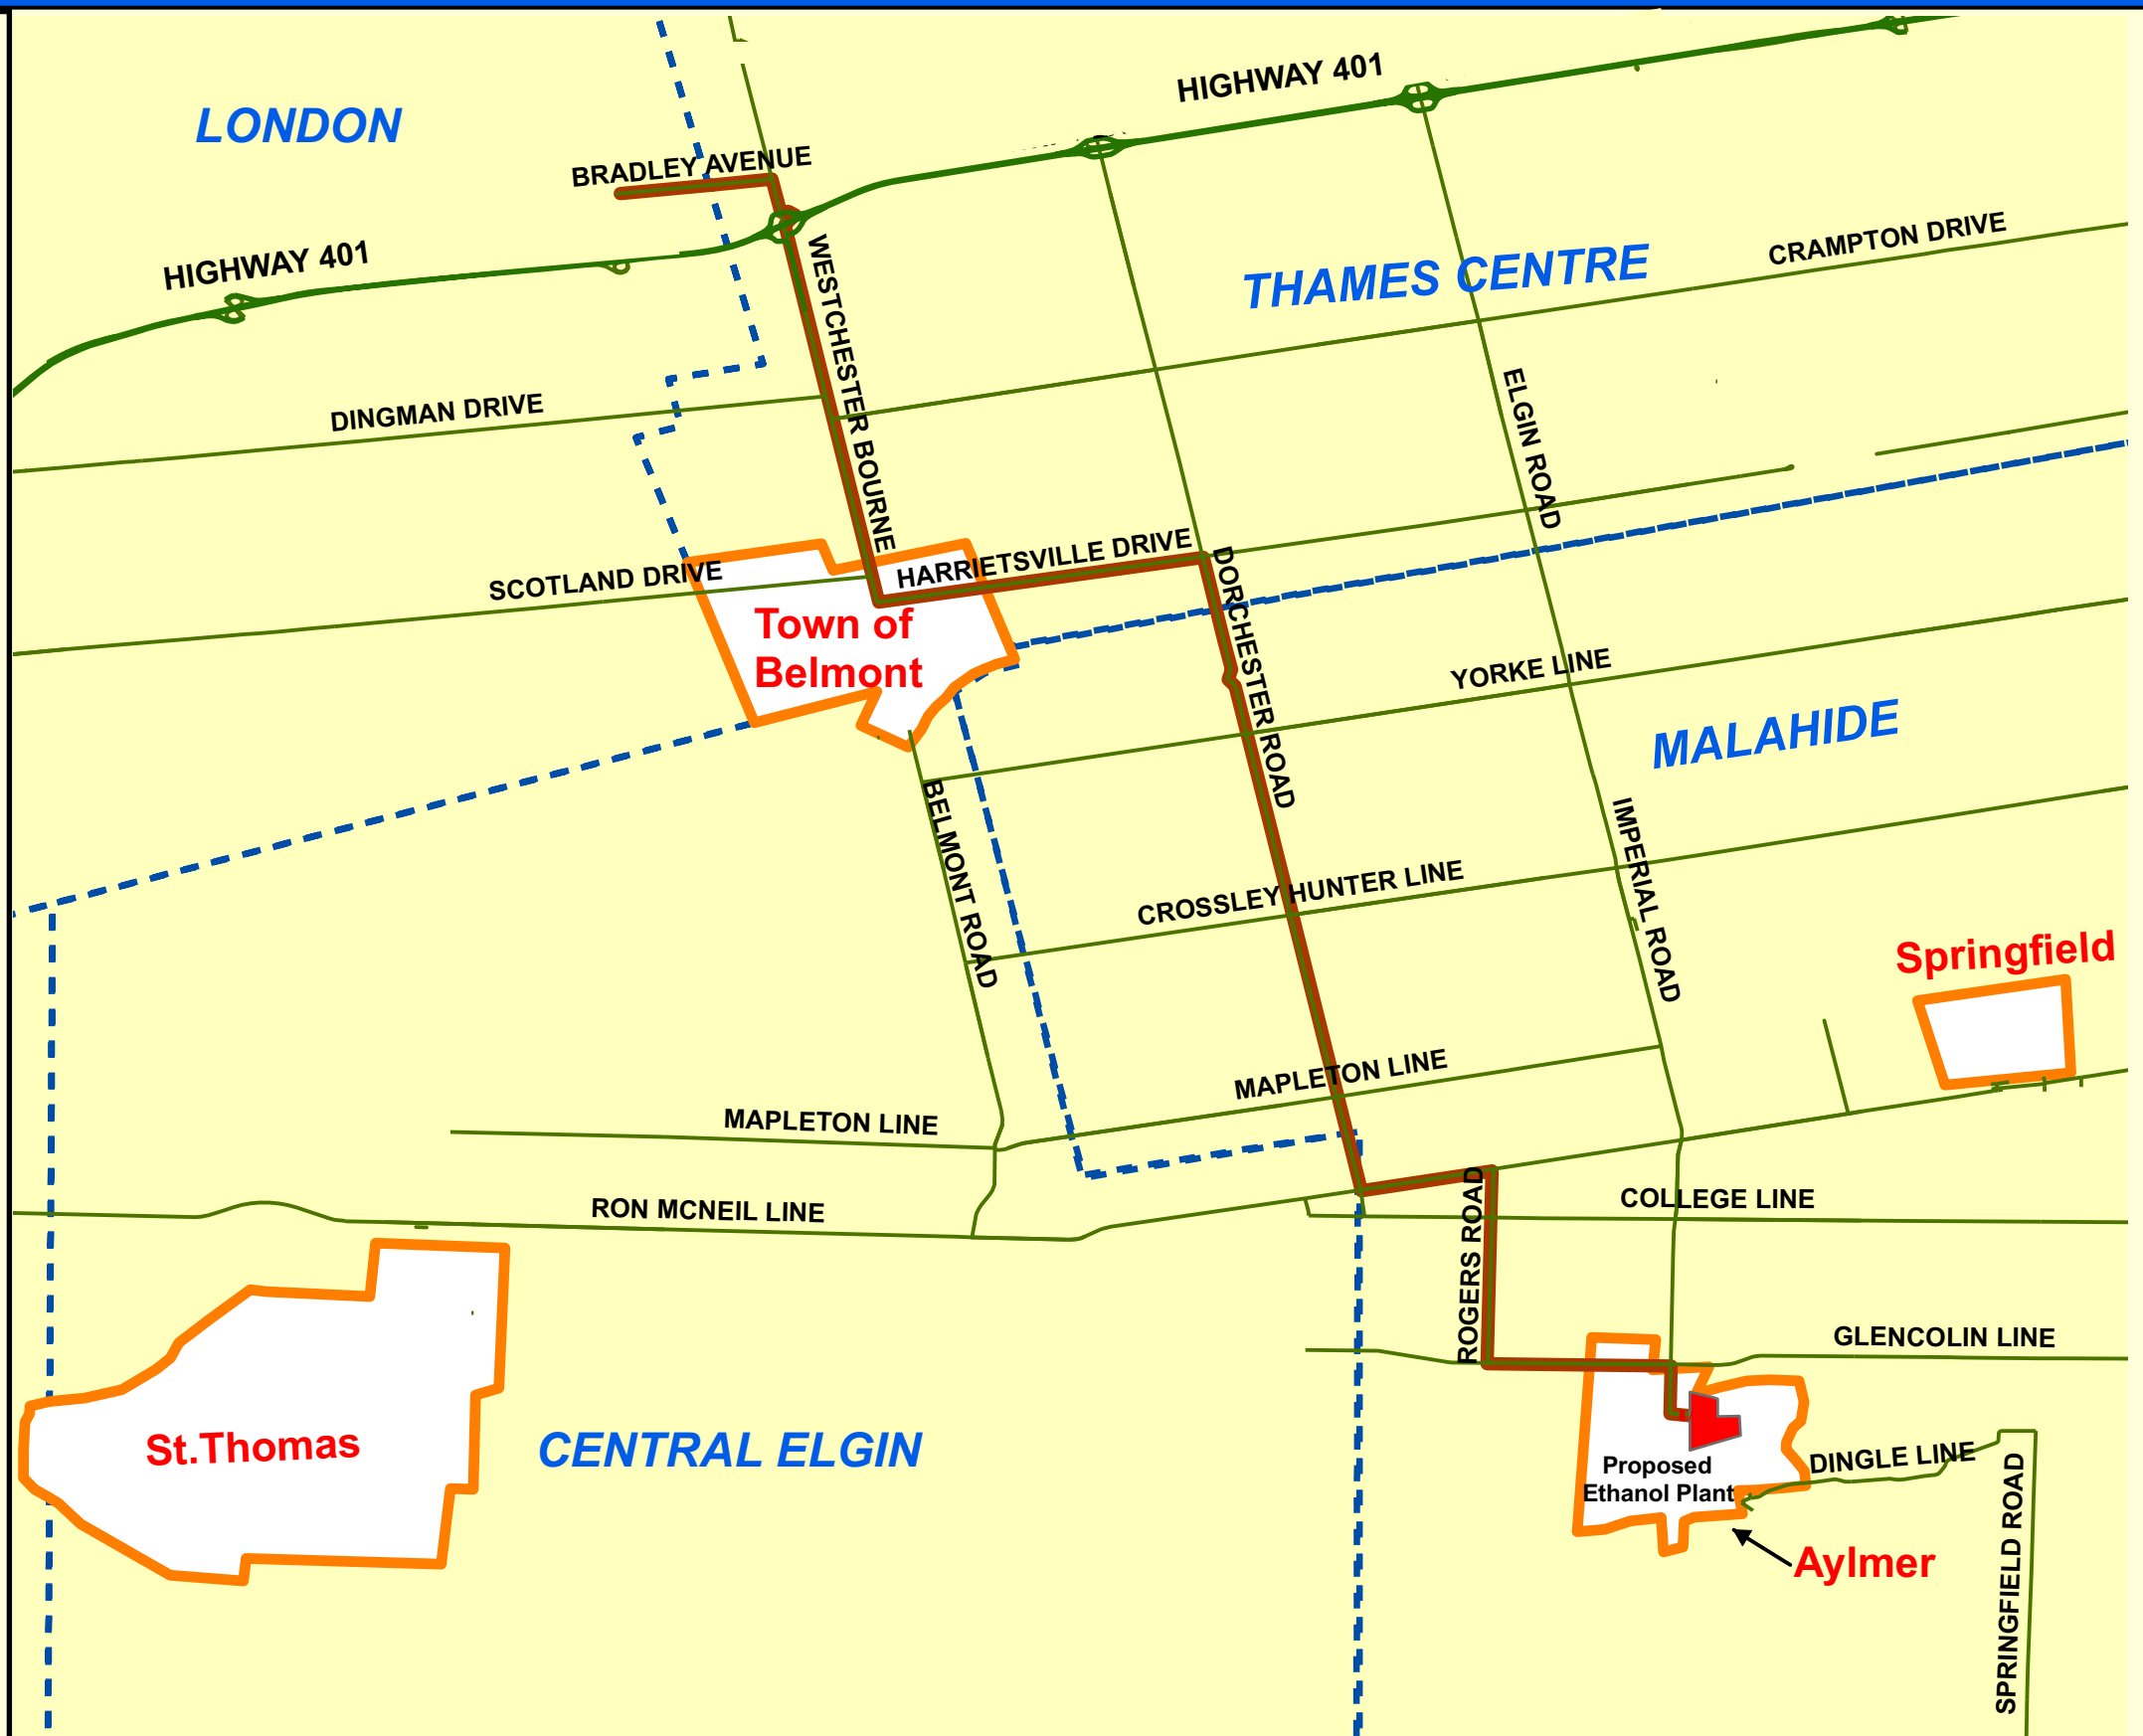 HIGHWAY 401
LONDON
BRADLEY AVENUE
HIGHWAY 401
WESTCHESTER BOURNE
THAMES CENTRE
CRAMPTON DRIVE
DINGMAN DRIVE
ELGIN ROAD
HARRIETSVILLE DRIVE
SCOTLAND DRIVE
DORCHESTER ROAD
Town of
Belmont
YORKE LINE
MALAHIDE
BELMONT ROAD
IMPERIAL ROAD
CROSSLEY HUNTER LINE
Springfield
MAPLETON LINE
MAPLETON LINE
RON MCNEIL LINE
COLLEGE LINE
ROGERS ROAD
GLENCOLIN LINE
St.Thomas
CENTRAL ELGIN
Proposed
Ethanol Plant
DINGLE LINE
SPRINGFIELD ROAD
Aylmer